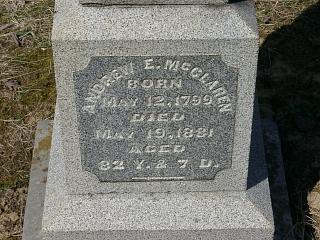 ANDREW E. McCLAREN
BORN
MAY 12, 1799
DIED
MAY 19, 1881
AGED
82 Y. & 7 D.